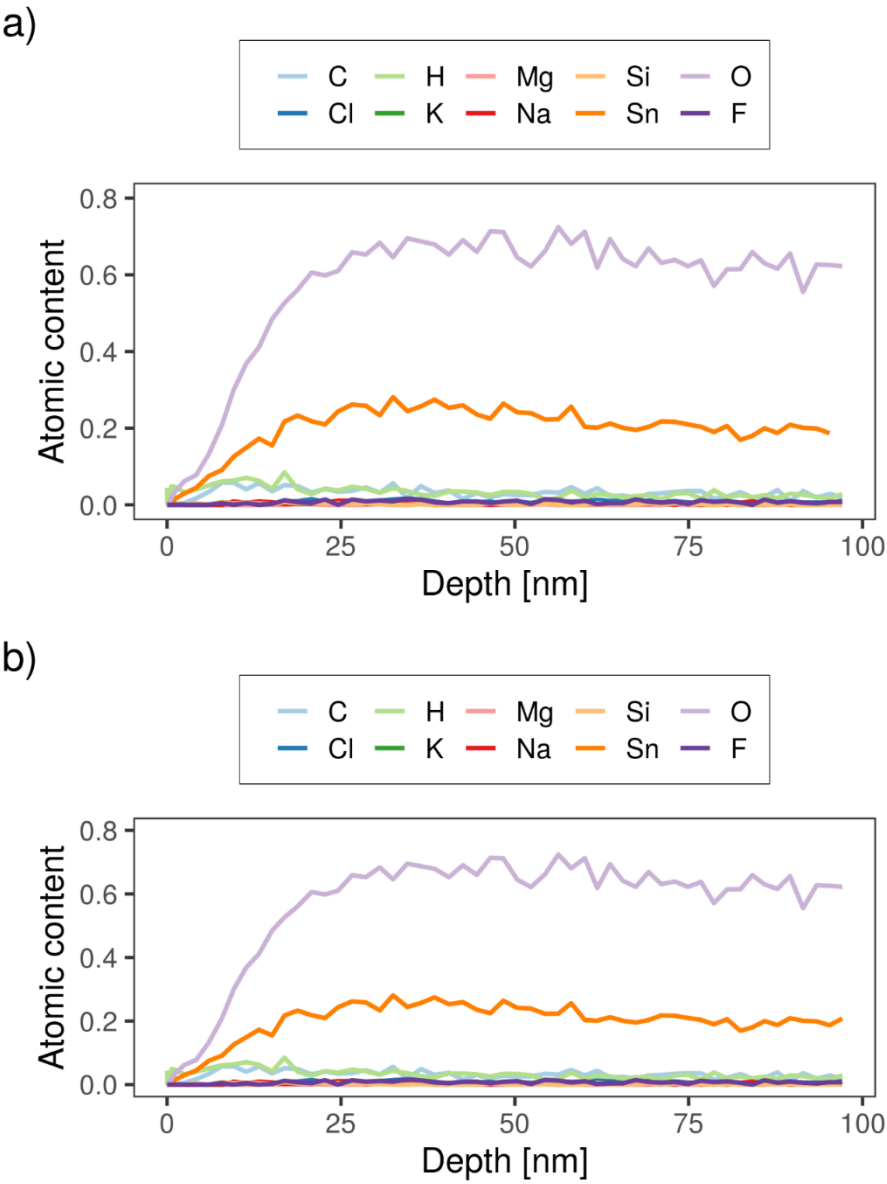 a)
C H Mg Si O
Cl K Na Sn F
0.8
0.6
0.4
0.2
0.0
Atomic content
0 25 50 75 100
Depth [nm]
b)
C H Mg Si O
Cl K Na Sn F
0.8
0.6
0.4
0.2
0.0
Atomic content
0 25 50 75 100
Depth [nm]